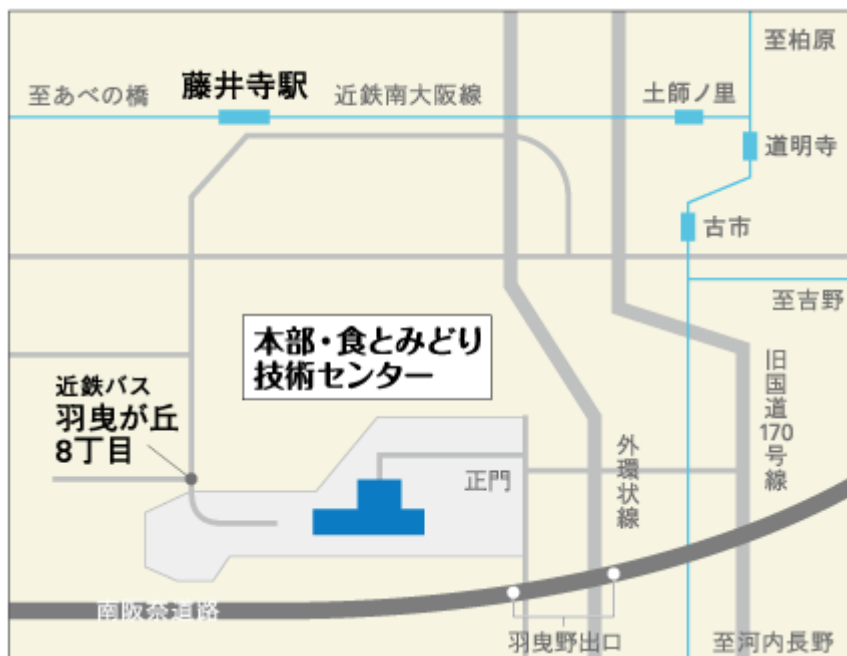 至柏原
藤井寺駅
至あべの橋
近鉄南大阪線
土師ノ里
道明寺
古市
至吉野
本部・食とみどり
技術センター
近鉄バス
羽曳が丘
8丁目
旧国道170号線
外環状線
正門
南阪奈道路
羽曳野出口
至河内長野